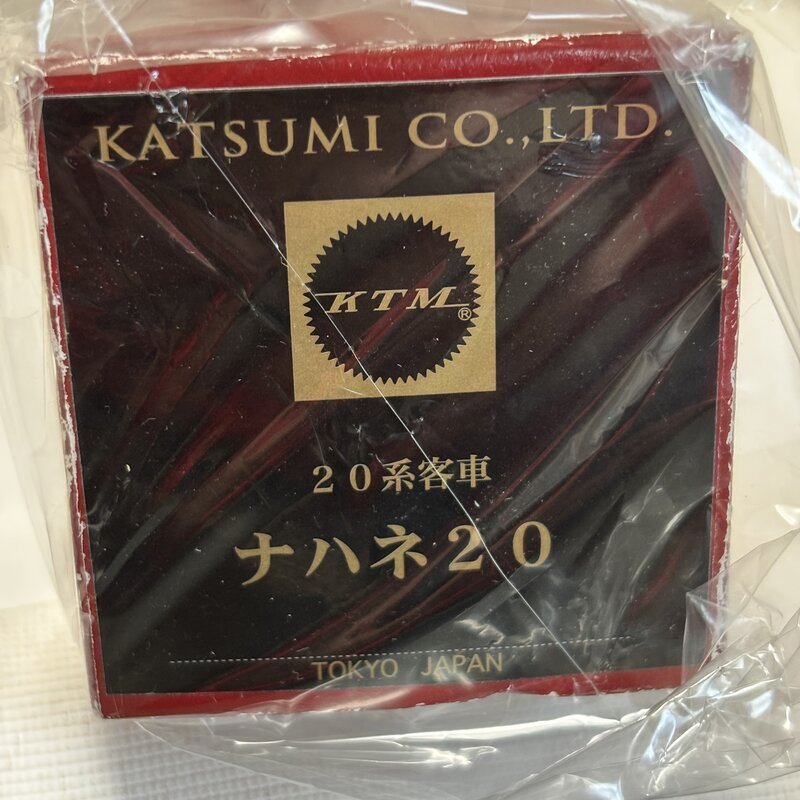 KATSUMI CO.,LTD.
KTM®
20系客車
ナハネ20
TOKYO JAPAN